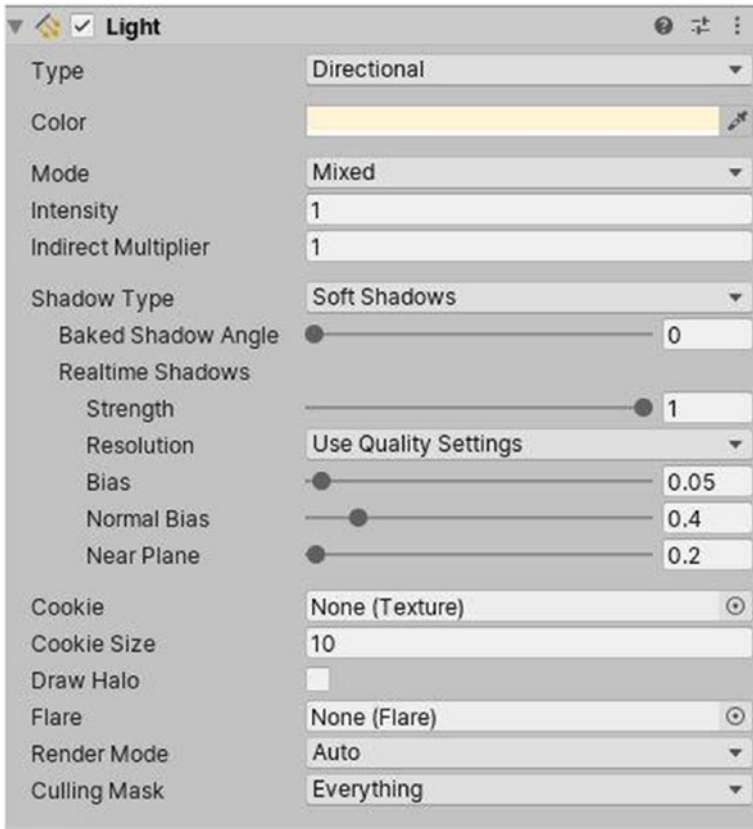 Light
Type Directional
Color
Mode Mixed
Intensity 1
Indirect Multiplier 1
Shadow Type Soft Shadows
Baked Shadow Angle 0
Realtime Shadows
Strength 1
Resolution Use Quality Settings
Bias 0.05
Normal Bias 0.4
Near Plane 0.2
Cookie None (Texture)
Cookie Size 10
Draw Halo
Flare None (Flare)
Render Mode Auto
Culling Mask Everything